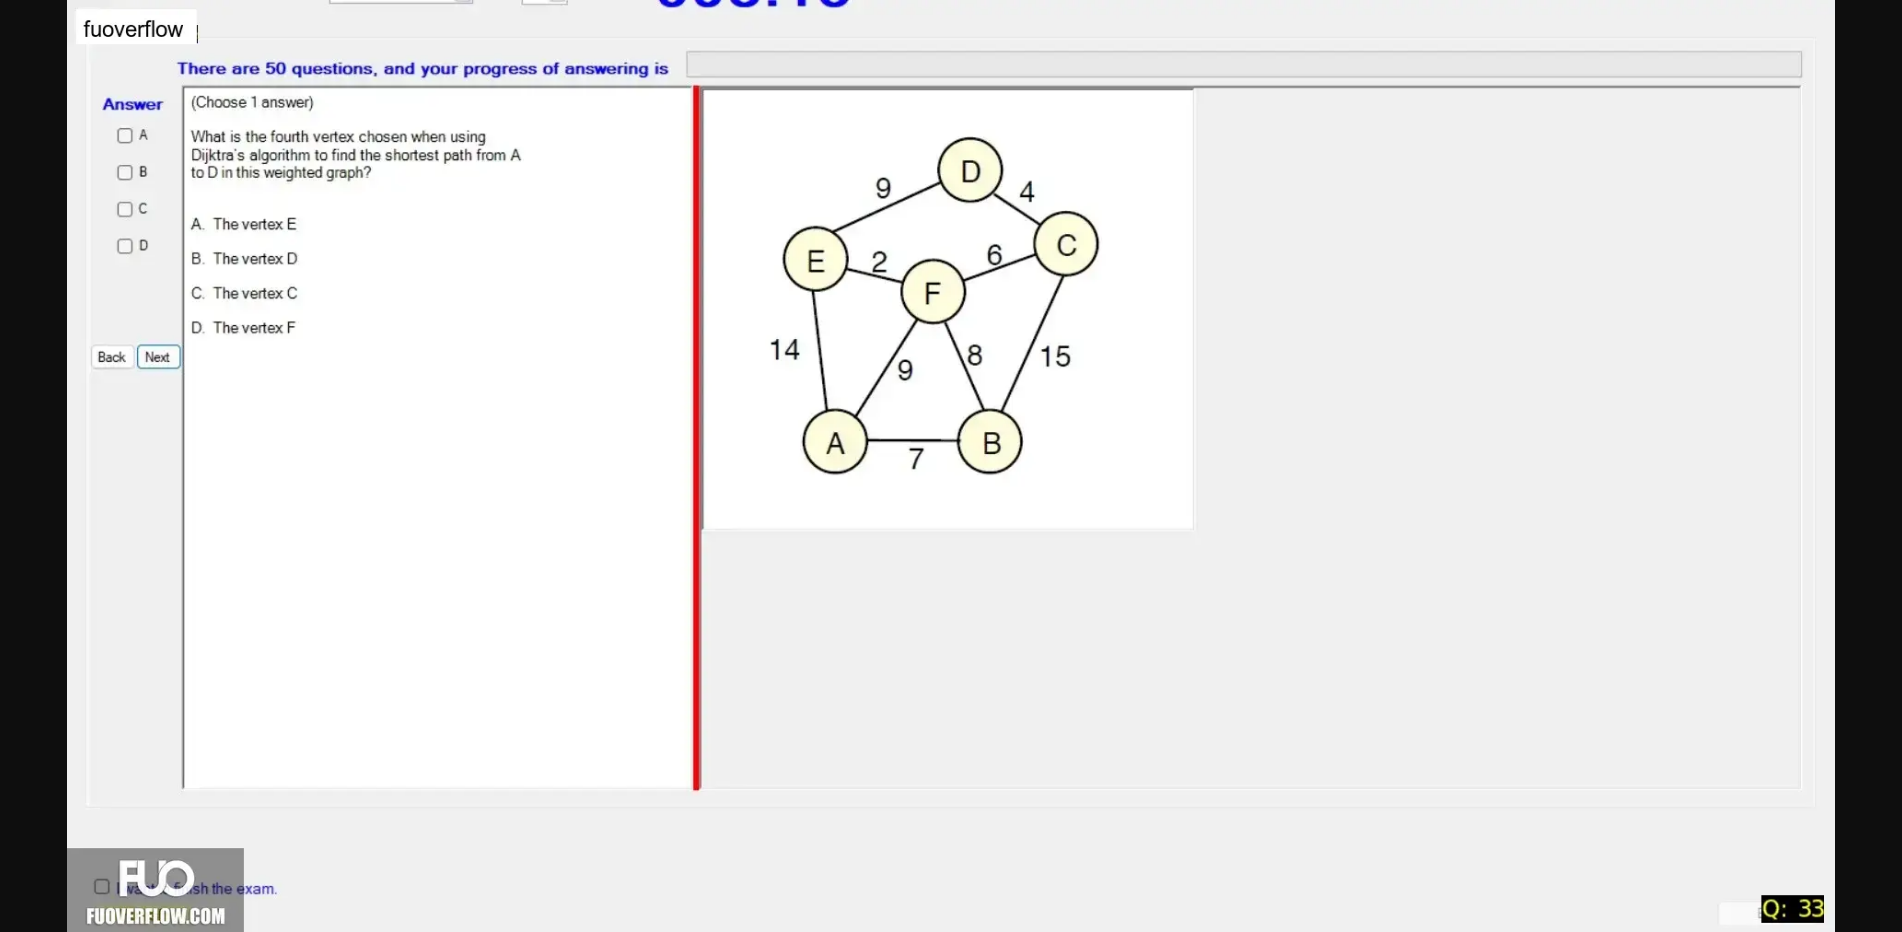 fuoverflow
There are 50 questions, and your progress of answering is
Answer
A
B
C
D
Back
Next
(Choose 1 answer)
What is the fourth vertex chosen when using
Dijktra's algorithm to find the shortest path from A
to D in this weighted graph?
A. The vertex E
B. The vertex D
C. The vertex C
D. The vertex F
D
9
4
E
2
6
C
F
14
9
8
15
A
7
B
FUO
finish the exam.
FUOVERFLOW.COM
Q: 33